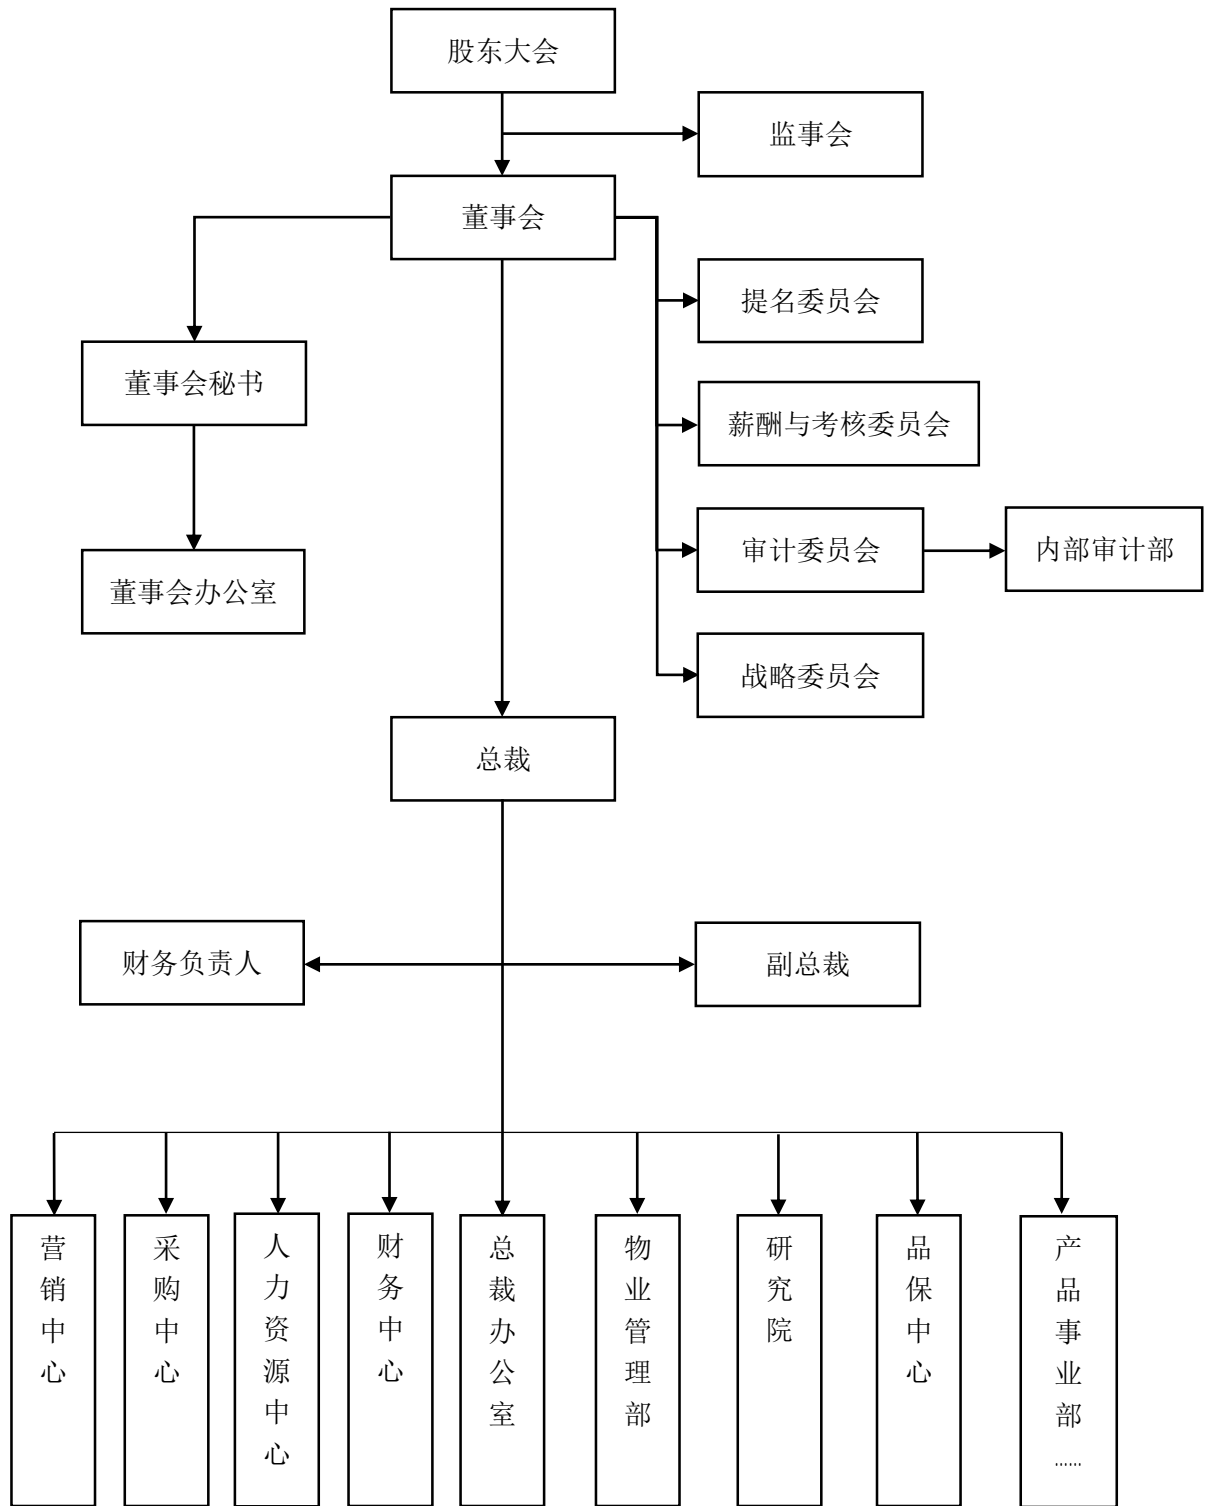 股东大会
监事会
董事会
提名委员会
董事会秘书
薪酬与考核委员会
审计委员会
内部审计部
董事会办公室
战略委员会
总裁
财务负责人
副总裁
营销中心
采购中心
人力资源中心
财务中心
总裁办公室
物业管理部
研究院
品保中心
产品事业部
……